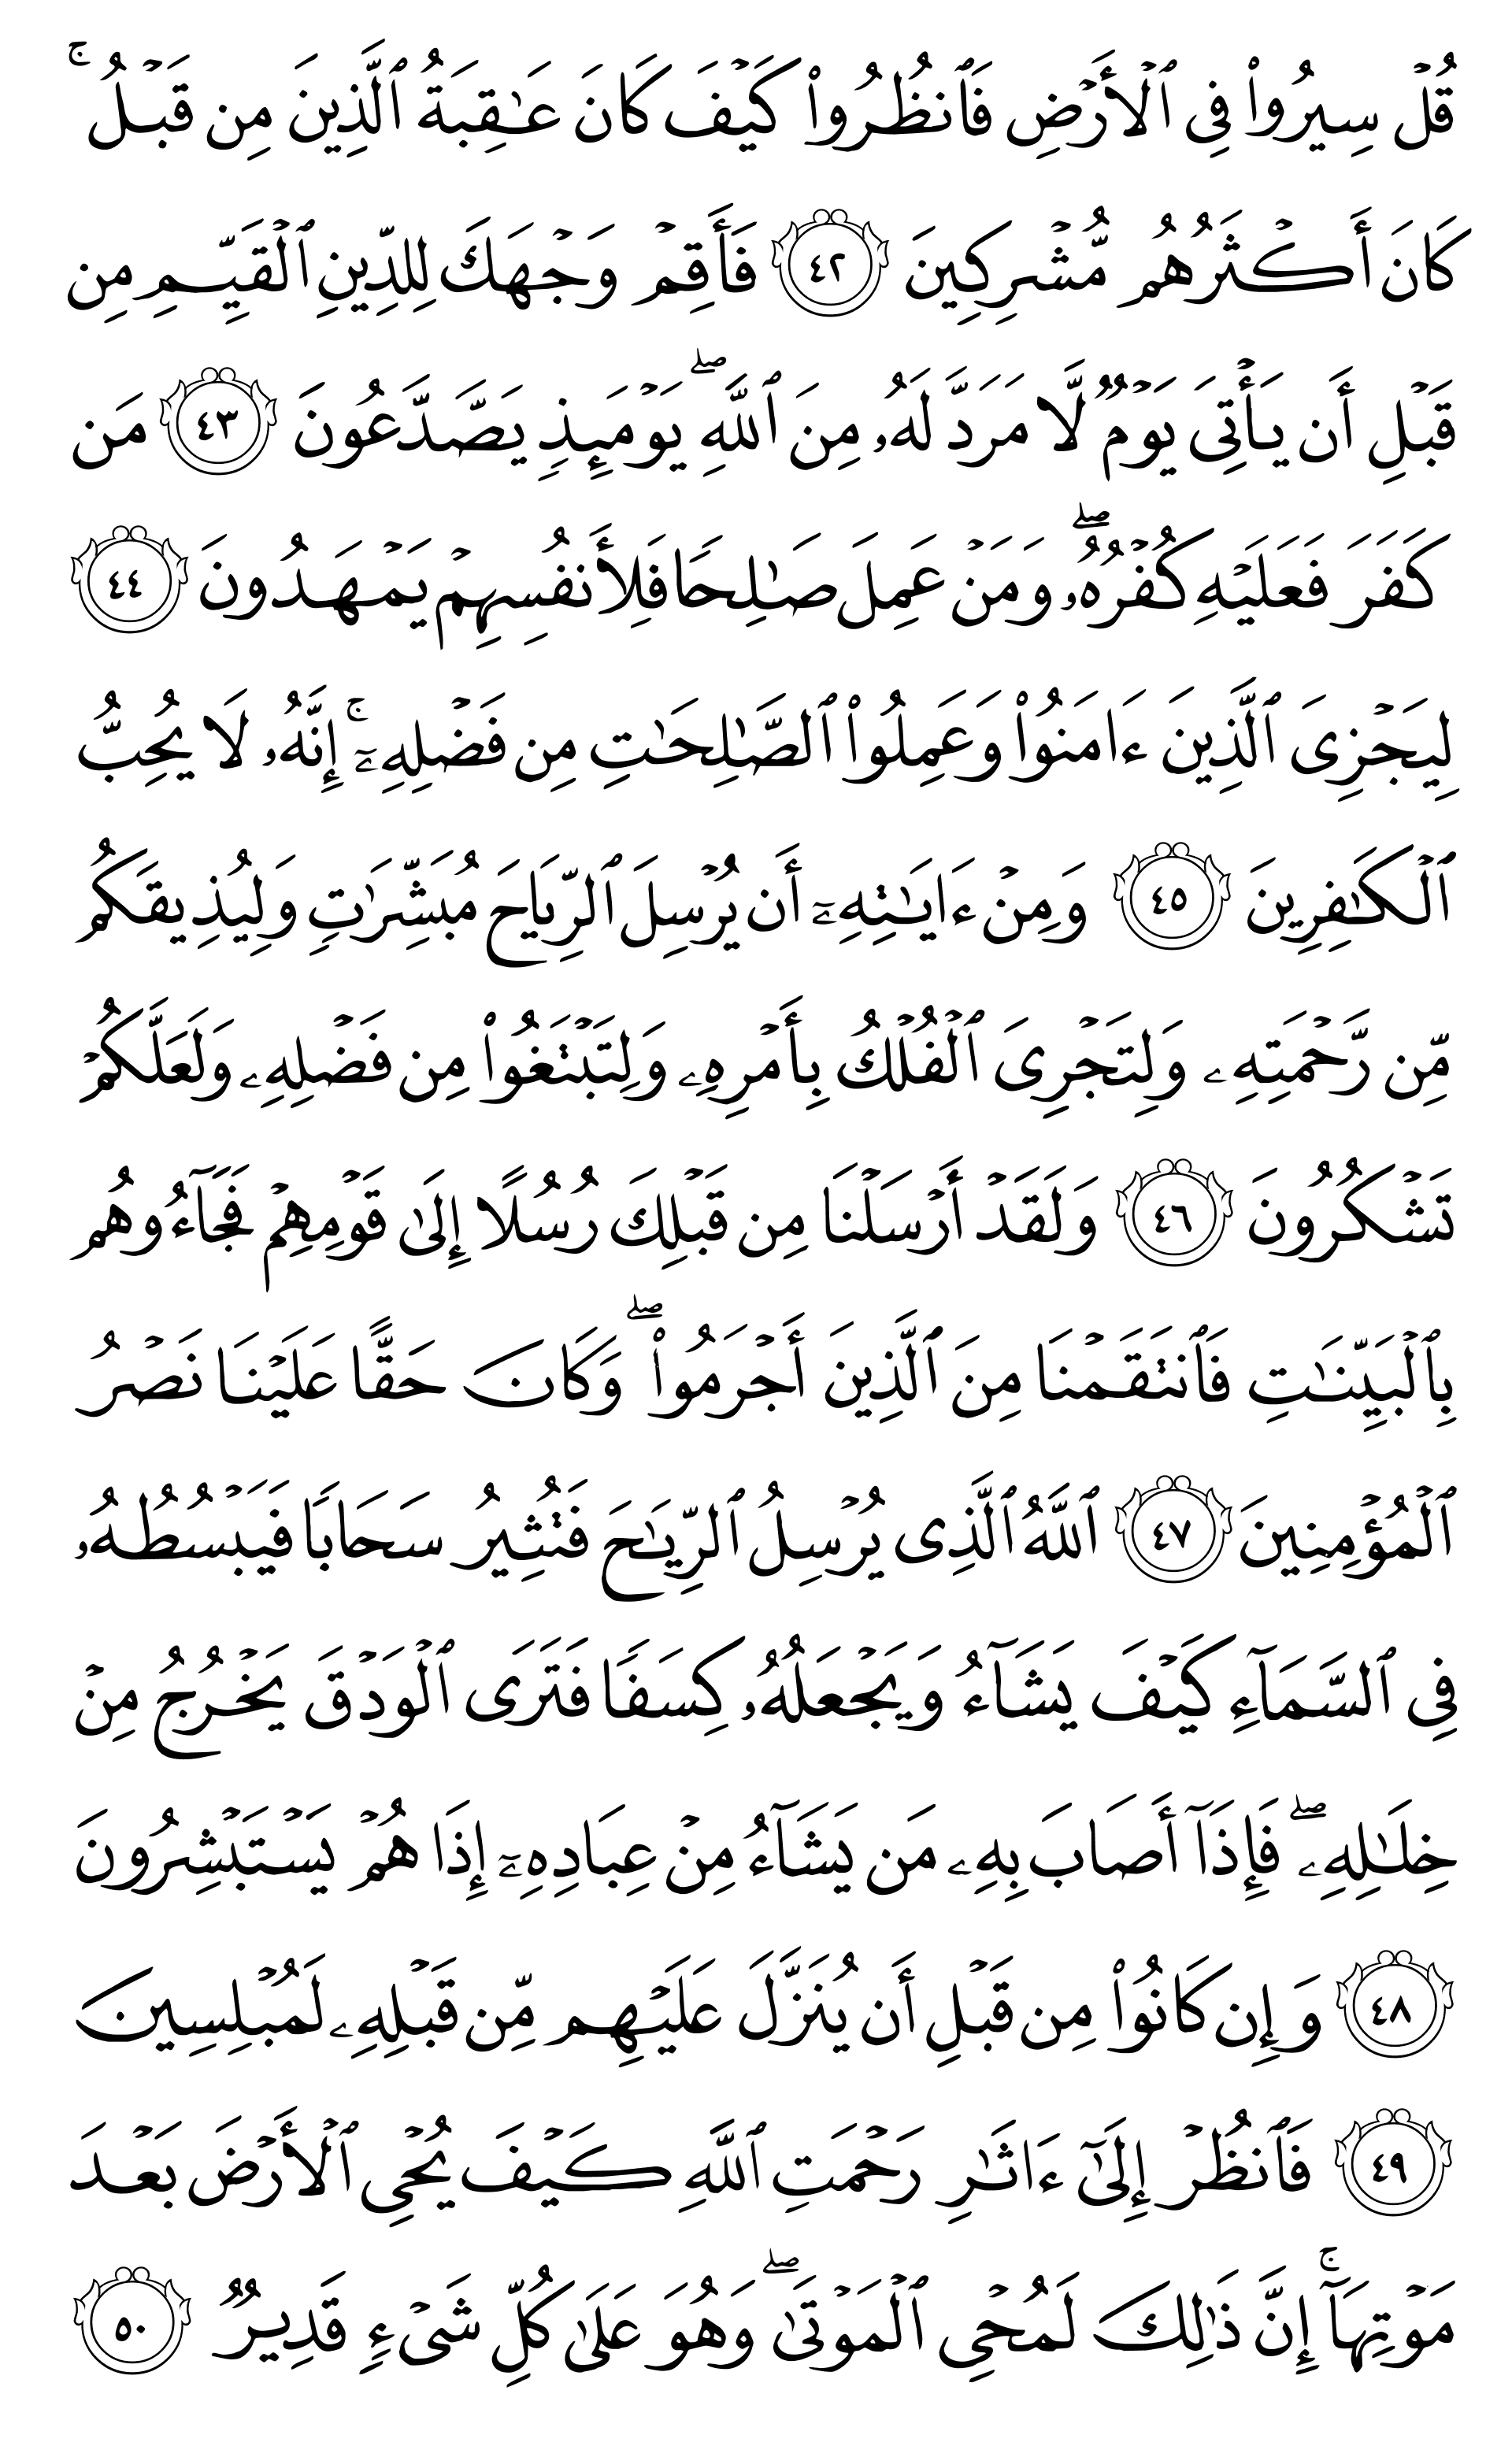 قُلۡ سِيرُواْ فِي ٱلۡأَرۡضِ فَٱنظُرُواْ كَيۡفَ كَانَ عَٰقِبَةُ ٱلَّذِينَ مِن قَبۡلُۚ
كَانَ أَكۡثَرُهُم مُّشۡرِكِينَ ٤٢ فَأَقِمۡ وَجۡهَكَ لِلدِّينِ ٱلۡقَيِّمِ مِن
قَبۡلِ أَن يَأۡتِيَ يَوۡمٞ لَّا مَرَدَّ لَهُۥ مِنَ ٱللَّهِۖ يَوۡمَئِذٖ يَصَّدَّعُونَ ٤٣ مَن
كَفَرَ فَعَلَيۡهِ كُفۡرُهُۥۖ وَمَنۡ عَمِلَ صَٰلِحٗا فَلِأَنفُسِهِمۡ يَمۡهَدُونَ ٤٤
لِيَجۡزِيَ ٱلَّذِينَ ءَامَنُواْ وَعَمِلُواْ ٱلصَّٰلِحَٰتِ مِن فَضۡلِهِۦٓۚ إِنَّهُۥ لَا يُحِبُّ
ٱلۡكَٰفِرِينَ ٤٥ وَمِنۡ ءَايَٰتِهِۦٓ أَن يُرۡسِلَ ٱلرِّيَاحَ مُبَشِّرَٰتٖ وَلِيُذِيقَكُم
مِّن رَّحۡمَتِهِۦ وَلِتَجۡرِيَ ٱلۡفُلۡكُ بِأَمۡرِهِۦ وَلِتَبۡتَغُواْ مِن فَضۡلِهِۦ وَلَعَلَّكُمۡ
تَشۡكُرُونَ ٤٦ وَلَقَدۡ أَرۡسَلۡنَا مِن قَبۡلِكَ رُسُلًا إِلَىٰ قَوۡمِهِمۡ فَجَآءُوهُم
بِٱلۡبَيِّنَٰتِ فَٱنتَقَمۡنَا مِنَ ٱلَّذِينَ أَجۡرَمُواْۖ وَكَانَ حَقًّا عَلَيۡنَا نَصۡرُ
ٱلۡمُؤۡمِنِينَ ٤٧ ٱللَّهُ ٱلَّذِي يُرۡسِلُ ٱلرِّيَٰحَ فَتُثِيرُ سَحَابٗا فَيَبۡسُطُهُۥ
فِي ٱلسَّمَآءِ كَيۡفَ يَشَآءُ وَيَجۡعَلُهُۥ كِسَفٗا فَتَرَى ٱلۡوَدۡقَ يَخۡرُجُ مِنۡ
خِلَٰلِهِۦۖ فَإِذَآ أَصَابَ بِهِۦ مَن يَشَآءُ مِنۡ عِبَادِهِۦٓ إِذَا هُمۡ يَسۡتَبۡشِرُونَ
٤٨ وَإِن كَانُواْ مِن قَبۡلِ أَن يُنَزَّلَ عَلَيۡهِم مِّن قَبۡلِهِۦ لَمُبۡلِسِينَ
٤٩ فَٱنظُرۡ إِلَىٰٓ ءَاثَٰرِ رَحۡمَتِ ٱللَّهِ كَيۡفَ يُحۡيِ ٱلۡأَرۡضَ بَعۡدَ
مَوۡتِهَآۚ إِنَّ ذَٰلِكَ لَمُحۡيِ ٱلۡمَوۡتَىٰۖ وَهُوَ عَلَىٰ كُلِّ شَيۡءٖ قَدِيرٞ ٥٠